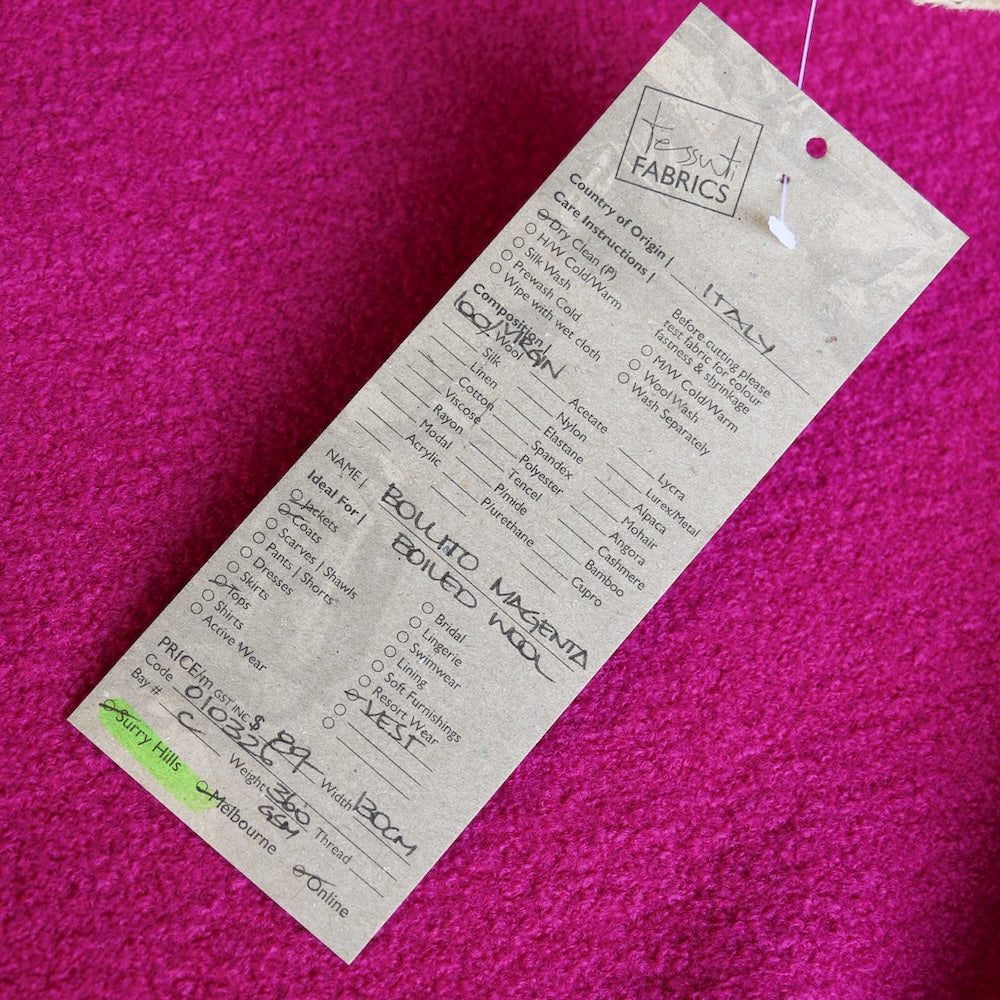 tessuti
FABRICS
Country of Origin | ITALY
Care Instructions |
Dry Clean (P)
H/W Cold/Warm
Silk Wash
Prewash Cold
Wipe with wet cloth
Before cutting please
test fabric for colour
fastness & shrinkage
M/W Cold/Warm
Wool Wash
Wash Separately
Composition |
100/VIRGIN
Wool
Silk
Linen
Cotton
Viscose
Rayon
Modal
Acrylic
Acetate
Nylon
Elastane
Spandex
Polyester
Tencel
P/mide
P/urethane
Lycra
Lurex/Metal
Alpaca
Mohair
Angora
Cashmere
Bamboo
Cupro
NAME | BOLLITO MAGENTA
BOILED WOOL
Ideal For |
Jackets
Coats
Scarves | Shawls
Pants | Shorts
Dresses
Skirts
Tops
Shirts
Active Wear
Bridal
Lingerie
Swimwear
Lining
Soft Furnishings
Resort Wear
VEST
PRICE/m GST INC $ 89 Width 130CM
Code 010326 Weight 360 GSM Thread
Bay # C
Surry Hills
Melbourne
Online